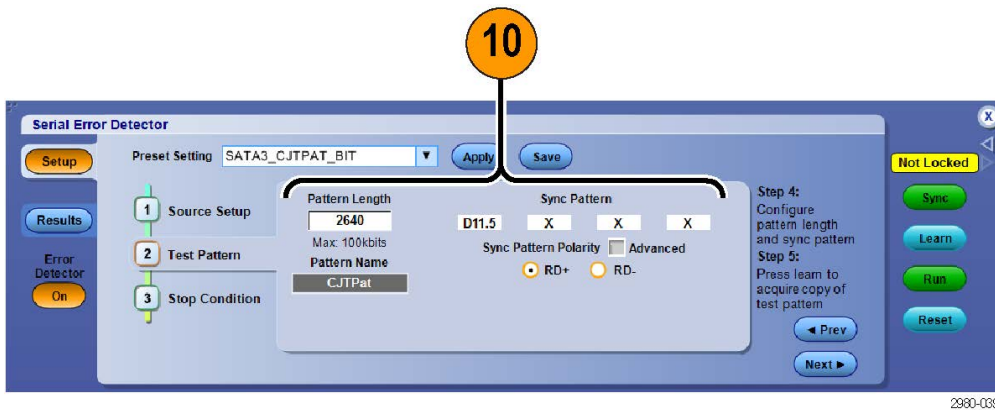 10
Serial Error Detector
X
Setup
Preset Setting SATA3_CJTPAT_BIT Apply Save
Not Locked
Results
Error
Detector
On
1 Source Setup
2 Test Pattern
3 Stop Condition
Pattern Length
2640
Max: 100kbits
Pattern Name
CJTPat
Sync Pattern
D11.5 X X X
Sync Pattern Polarity Advanced
RD+ RD-
Step 4:
Configure
pattern length
and sync pattern
Step 5:
Press learn to
acquire copy of
test pattern
◄ Prev
Next ►
Sync
Learn
Run
Reset
2980-039